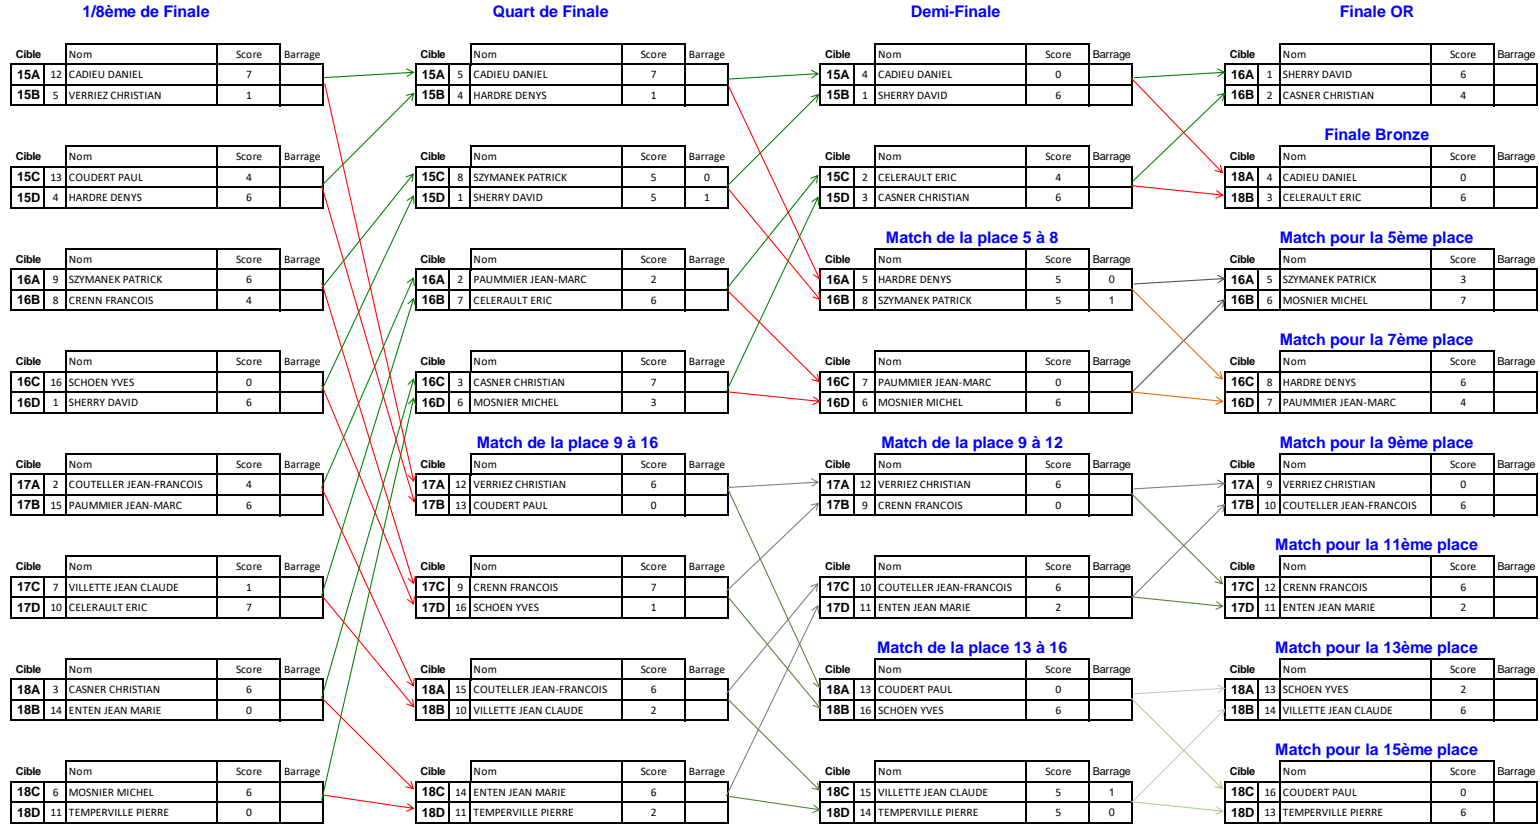 1/8ème de Finale Quart de Finale Demi-Finale Finale OR
Cible Nom Score Barrage Cible Nom Score Barrage Cible Nom Score Barrage Cible Nom Score Barrage
15A 12 CADIEU DANIEL 7 15A 5 CADIEU DANIEL 7 15A 4 CADIEU DANIEL 0 16A 1 SHERRY DAVID 6
15B 5 VERRIEZ CHRISTIAN 1 15B 4 HARDRE DENYS 1 15B 1 SHERRY DAVID 6 16B 2 CASNER CHRISTIAN 4
Finale Bronze
Cible Nom Score Barrage Cible Nom Score Barrage Cible Nom Score Barrage Cible Nom Score Barrage
15C 13 COUDERT PAUL 4 15C 8 SZYMANEK PATRICK 5 0 15C 2 CELERAULT ERIC 4 18A 4 CADIEU DANIEL 0
15D 4 HARDRE DENYS 6 15D 1 SHERRY DAVID 5 1 15D 3 CASNER CHRISTIAN 6 18B 3 CELERAULT ERIC 6
Match de la place 5 à 8 Match pour la 5ème place
Cible Nom Score Barrage Cible Nom Score Barrage Cible Nom Score Barrage Cible Nom Score Barrage
16A 9 SZYMANEK PATRICK 6 16A 2 PAUMMIER JEAN-MARC 2 16A 5 HARDRE DENYS 5 0 16A 5 SZYMANEK PATRICK 3
16B 8 CRENN FRANCOIS 4 16B 7 CELERAULT ERIC 6 16B 8 SZYMANEK PATRICK 5 1 16B 6 MOSNIER MICHEL 7
Match pour la 7ème place
Cible Nom Score Barrage Cible Nom Score Barrage Cible Nom Score Barrage Cible Nom Score Barrage
16C 16 SCHOEN YVES 0 16C 3 CASNER CHRISTIAN 7 16C 7 PAUMMIER JEAN-MARC 0 16C 8 HARDRE DENYS 6
16D 1 SHERRY DAVID 6 16D 6 MOSNIER MICHEL 3 16D 6 MOSNIER MICHEL 6 16D 7 PAUMMIER JEAN-MARC 4
Match de la place 9 à 16 Match de la place 9 à 12 Match pour la 9ème place
Cible Nom Score Barrage Cible Nom Score Barrage Cible Nom Score Barrage Cible Nom Score Barrage
17A 2 COUTELLER JEAN-FRANCOIS 4 17A 12 VERRIEZ CHRISTIAN 6 17A 12 VERRIEZ CHRISTIAN 6 17A 9 VERRIEZ CHRISTIAN 0
17B 15 PAUMMIER JEAN-MARC 6 17B 13 COUDERT PAUL 0 17B 9 CRENN FRANCOIS 0 17B 10 COUTELLER JEAN-FRANCOIS 6
Match pour la 11ème place
Cible Nom Score Barrage Cible Nom Score Barrage Cible Nom Score Barrage Cible Nom Score Barrage
17C 7 VILLETTE JEAN CLAUDE 1 17C 9 CRENN FRANCOIS 7 17C 10 COUTELLER JEAN-FRANCOIS 6 17C 12 CRENN FRANCOIS 6
17D 10 CELERAULT ERIC 7 17D 16 SCHOEN YVES 1 17D 11 ENTEN JEAN MARIE 2 17D 11 ENTEN JEAN MARIE 2
Match de la place 13 à 16 Match pour la 13ème place
Cible Nom Score Barrage Cible Nom Score Barrage Cible Nom Score Barrage Cible Nom Score Barrage
18A 3 CASNER CHRISTIAN 6 18A 15 COUTELLER JEAN-FRANCOIS 6 18A 13 COUDERT PAUL 0 18A 13 SCHOEN YVES 2
18B 14 ENTEN JEAN MARIE 0 18B 10 VILLETTE JEAN CLAUDE 2 18B 16 SCHOEN YVES 6 18B 14 VILLETTE JEAN CLAUDE 6
Match pour la 15ème place
Cible Nom Score Barrage Cible Nom Score Barrage Cible Nom Score Barrage Cible Nom Score Barrage
18C 6 MOSNIER MICHEL 6 18C 14 ENTEN JEAN MARIE 6 18C 15 VILLETTE JEAN CLAUDE 5 1 18C 16 COUDERT PAUL 0
18D 11 TEMPERVILLE PIERRE 0 18D 11 TEMPERVILLE PIERRE 2 18D 14 TEMPERVILLE PIERRE 5 0 18D 13 TEMPERVILLE PIERRE 6